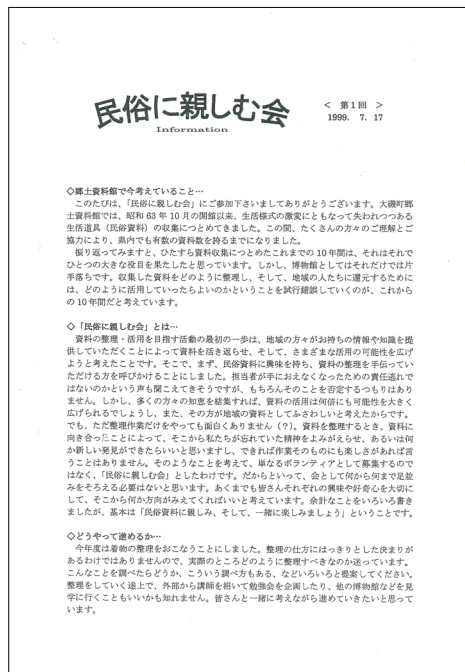 民俗に親しむ会
Information
＜ 第1回 ＞
1999. 7. 17
◇郷土資料館で今考えていること…
このたびは、「民俗に親しむ会」にご参加下さいましてありがとうございます。大磯町郷
土資料館では、昭和 63 年 10 月の開館以来、生活様式の激変にともなって失われつつある
生活道具（民俗資料）の収集につとめてきました。この間、たくさんの方々のご理解とご
協力により、県内でも有数の資料数を誇るまでになりました。
振り返ってみますと、ひたすら資料収集につとめたこれまでの 10 年間は、それはそれで
ひとつの大きな役目を果たしたと思っています。しかし、博物館としてはそれだけでは片
手落ちです。収集した資料をどのように整理し、そして、地域の人たちに還元するために
は、どのように活用していったらよいのかということを試行錯誤していくのが、これから
の 10 年間だと考えています。
◇「民俗に親しむ会」とは…
資料の整理・活用を目指す活動の最初の一歩は、地域の方々がお持ちの情報や知識を提
供していただくことによって資料を活き返らせ、そして、さまざまな活用の可能性を広げ
ようと考えたことです。そこで、まず、民俗資料に興味を持ち、資料の整理を手伝ってい
ただける方を呼びかけることにしました。担当者が手におえなくなったための責任逃れで
はないのかという声も聞こえてきそうですが、もちろんそのことを否定するつもりはあり
ません。しかし、多くの方々の知恵を結集すれば、資料の活用は何倍にも可能性を大きく
広げられるでしょうし、また、その方が地域の資料としてふさわしいと考えたからです。
でも、ただ整理作業だけをやっても面白くありません（？）。資料を整理するとき、資料に
向き合ったことによって、そこから私たちが忘れていた精神をよみがえらせ、あるいは何
か新しい発見ができたらいいと思いますし、できれば作業そのものにも楽しさがあれば言
うことはありません。そのようなことを考えて、単なるボランティアとして募集するので
はなく、「民俗に親しむ会」としたわけです。だからといって、会として何から何まで足並
みをそろえる必要はないと思います。あくまでも皆さんそれぞれの興味や好奇心を大切に
して、そこから何か方向がみえてくればいいと考えています。余計なことをいろいろ書き
ましたが、基本は「民俗資料に親しみ、そして、一緒に楽しみましょう」ということです。
◇どうやって進めるか…
今年度は着物の整理をおこなうことにしました。整理の仕方にはっきりとした決まりが
あるわけではありませんので、実際のところどのように整理すべきなのか迷っています。
こんなことを調べたらどうか、こういう調べ方もある、などいろいろと提案してください。
整理をしていく途上で、外部から講師を招いて勉強会を企画したり、他の博物館などを見
学に行くこともいいかも知れません。皆さんと一緒に考えながら進めていきたいと思って
います。